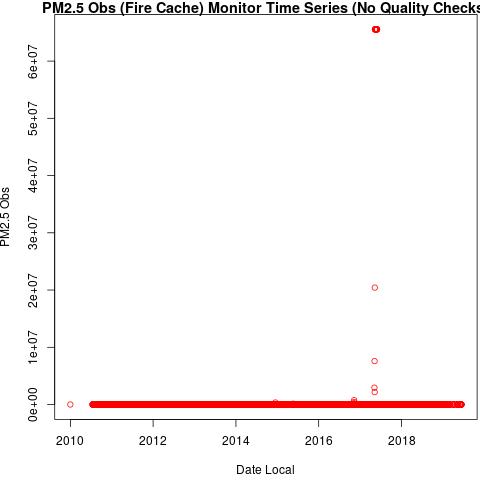 PM2.5 Obs (Fire Cache) Monitor Time Series (No Quality Checks
PM2.5 Obs
6e+07
5e+07
4e+07
3e+07
2e+07
1e+07
0e+00
2010 2012 2014 2016 2018
Date Local